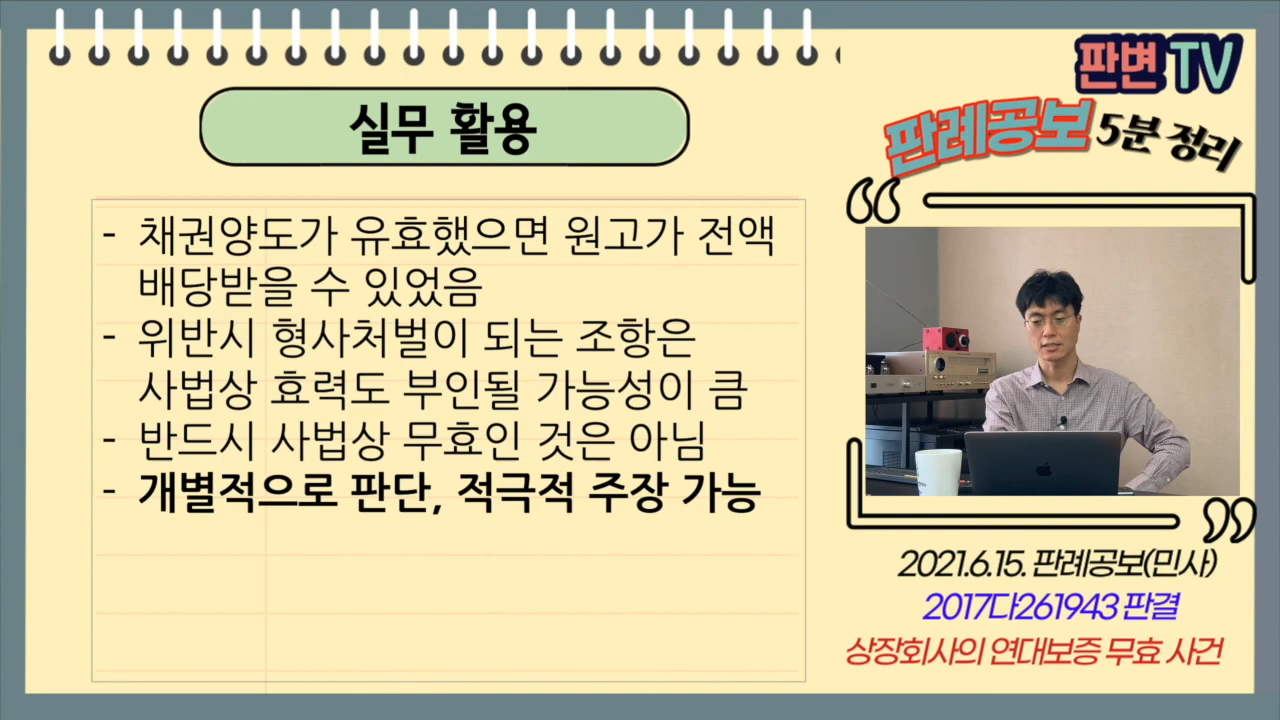 실무 활용
- 채권양도가 유효했으면 원고가 전액
배당받을 수 있었음
- 위반시 형사처벌이 되는 조항은
사법상 효력도 부인될 가능성이 큼
- 반드시 사법상 무효인 것은 아님
- 개별적으로 판단, 적극적 주장 가능
판변 TV
판례공보 5분 정리
2021.6.15. 판례공보(민사)
2017다261943 판결
상장회사의 연대보증 무효 사건